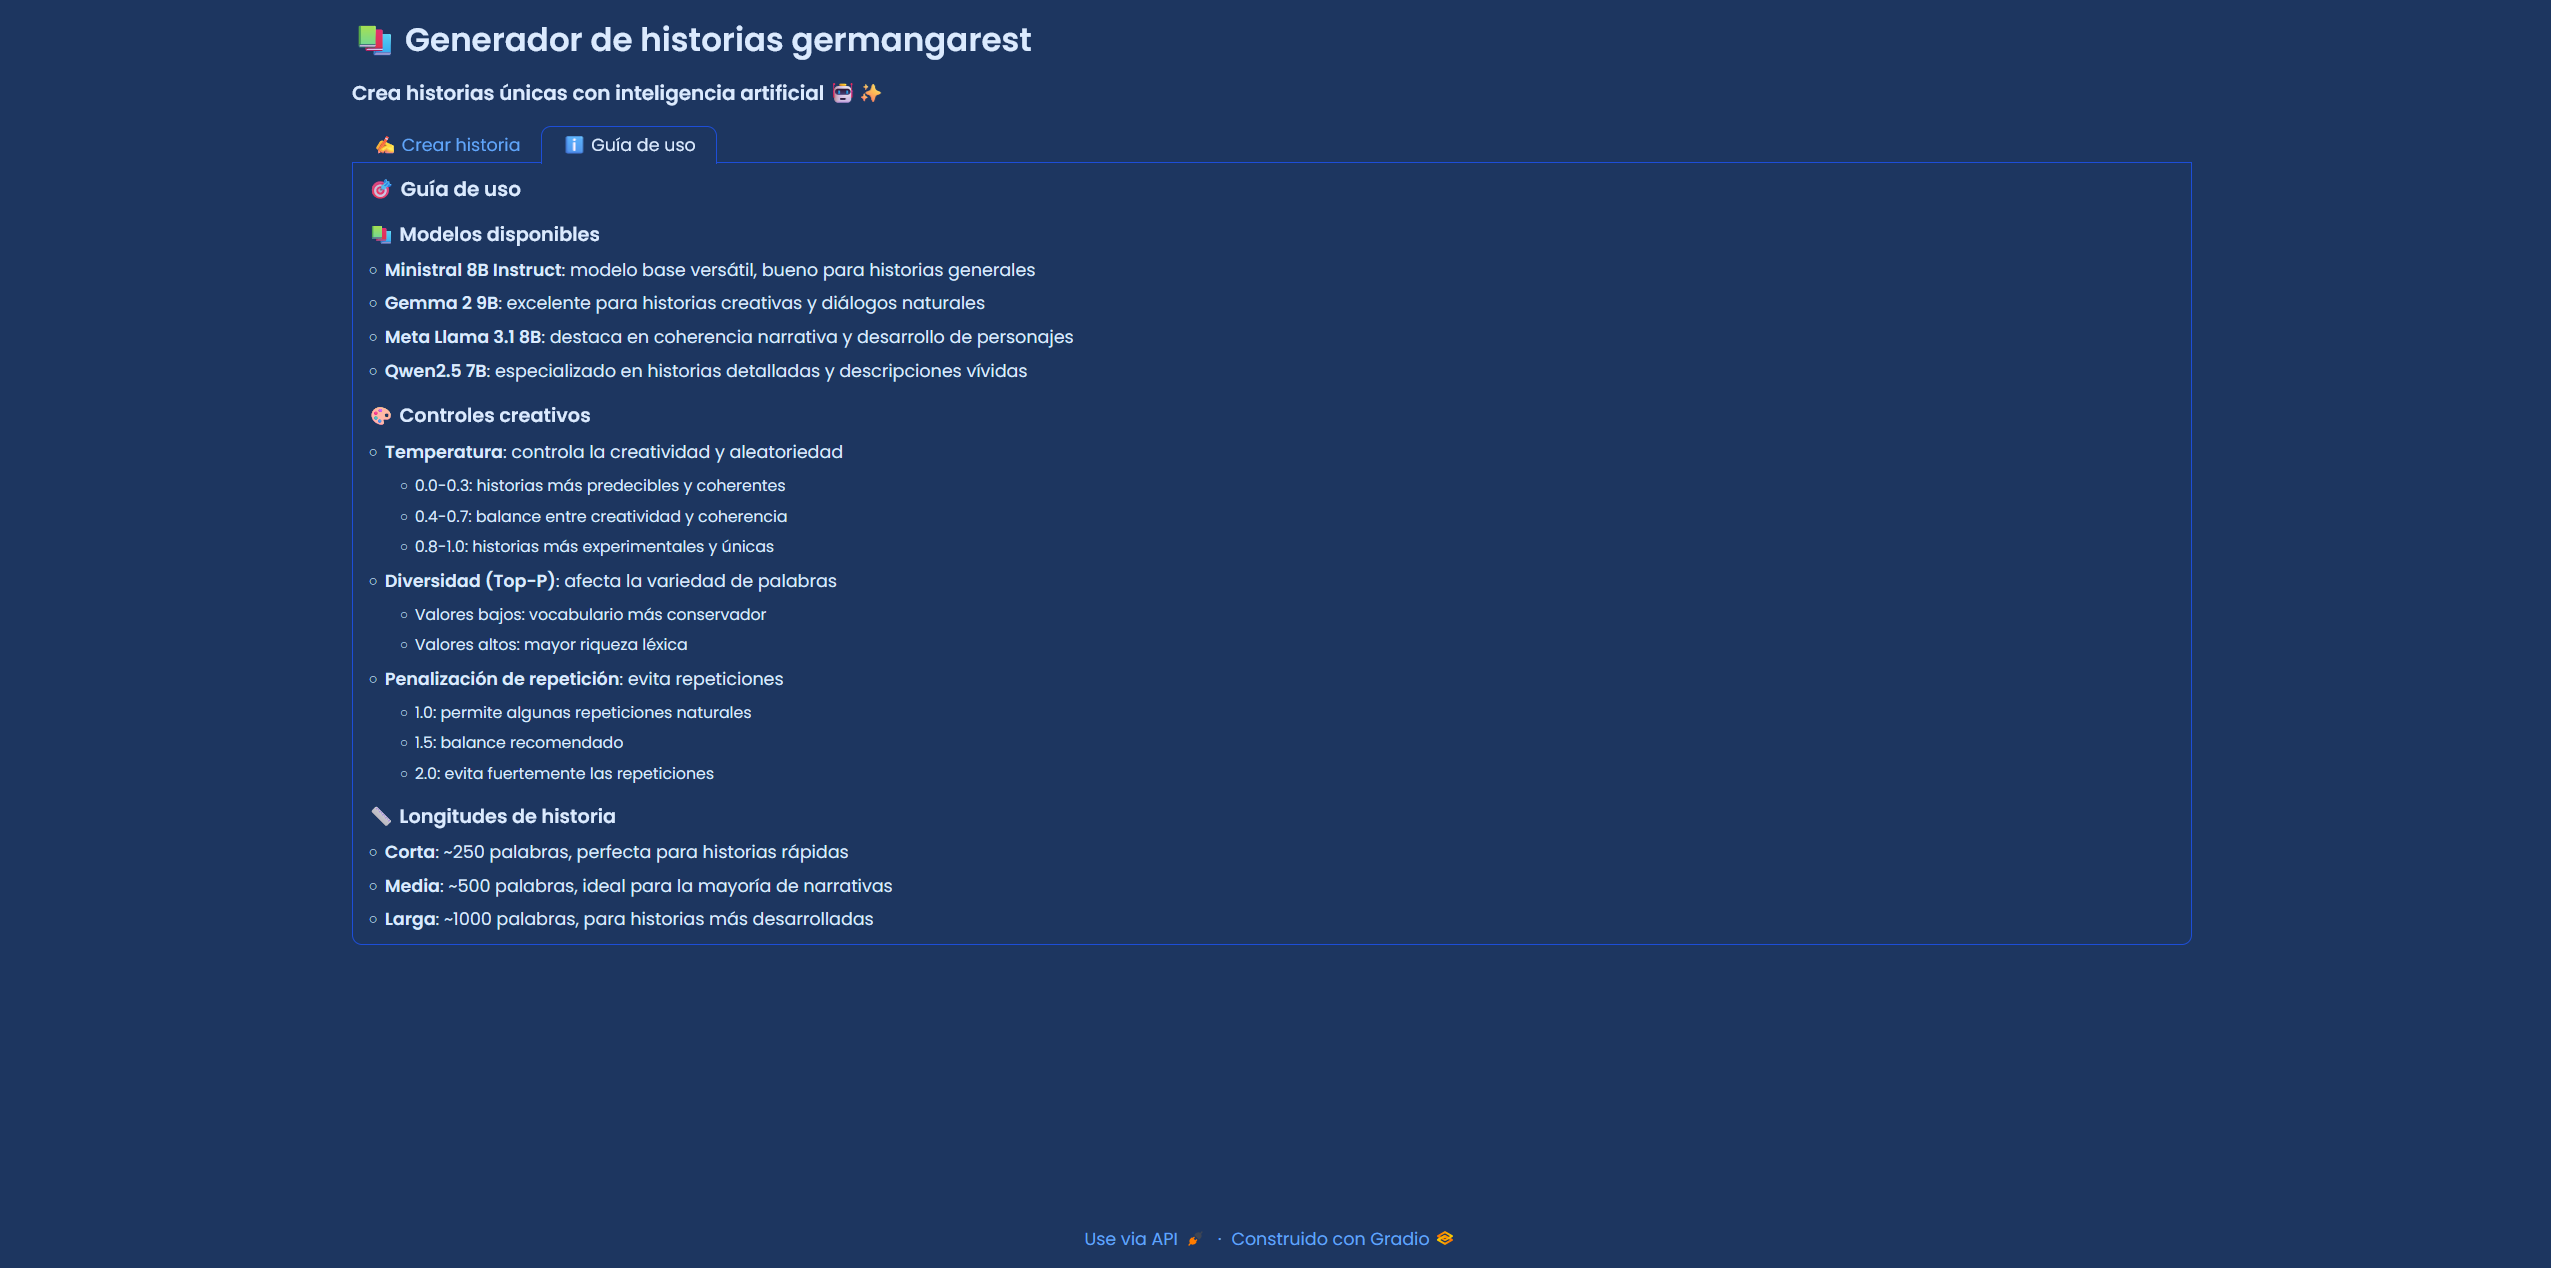 Generador de historias germangarest
Crea historias únicas con inteligencia artificial
Crear historia
Guía de uso
Guía de uso
Modelos disponibles
Ministral 8B Instruct: modelo base versátil, bueno para historias generales
Gemma 2 9B: excelente para historias creativas y diálogos naturales
Meta Llama 3.1 8B: destaca en coherencia narrativa y desarrollo de personajes
Qwen2.5 7B: especializado en historias detalladas y descripciones vívidas
Controles creativos
Temperatura: controla la creatividad y aleatoriedad
0.0-0.3: historias más predecibles y coherentes
0.4-0.7: balance entre creatividad y coherencia
0.8-1.0: historias más experimentales y únicas
Diversidad (Top-P): afecta la variedad de palabras
Valores bajos: vocabulario más conservador
Valores altos: mayor riqueza léxica
Penalización de repetición: evita repeticiones
1.0: permite algunas repeticiones naturales
1.5: balance recomendado
2.0: evita fuertemente las repeticiones
Longitudes de historia
Corta: ~250 palabras, perfecta para historias rápidas
Media: ~500 palabras, ideal para la mayoría de narrativas
Larga: ~1000 palabras, para historias más desarrolladas
Use via API · Construido con Gradio